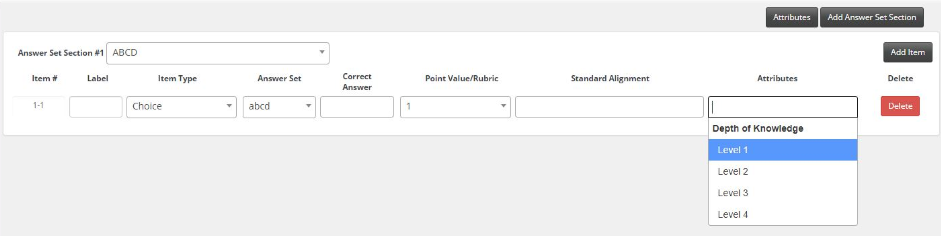 Attributes Add Answer Set Section
Answer Set Section #1 ABCD Add Item
Item # Label Item Type Answer Set Correct Answer Point Value/Rubric Standard Alignment Attributes Delete
1-1 Choice abcd 1 Delete
Depth of Knowledge
Level 1
Level 2
Level 3
Level 4